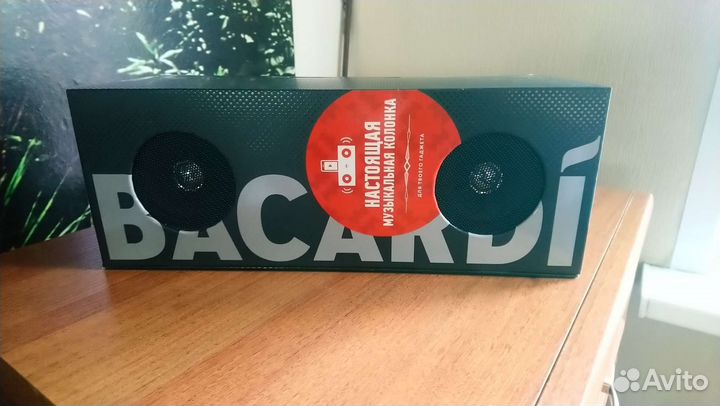 НАСТОЯЩАЯ
МУЗЫКАЛЬНАЯ КОЛОНКА
ДЛЯ ТВОЕГО ГАДЖЕТА
BACARDÍ
Avito